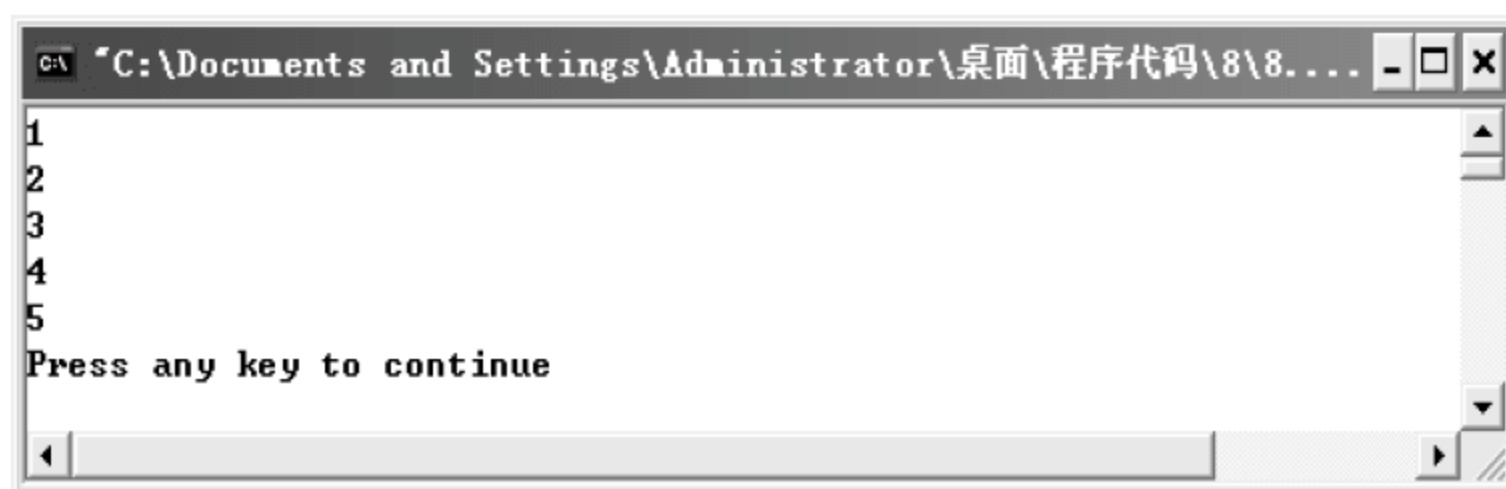 C:\ "C:\Documents and Settings\Administrator\桌面\程序代码\8\8....
1
2
3
4
5
Press any key to continue